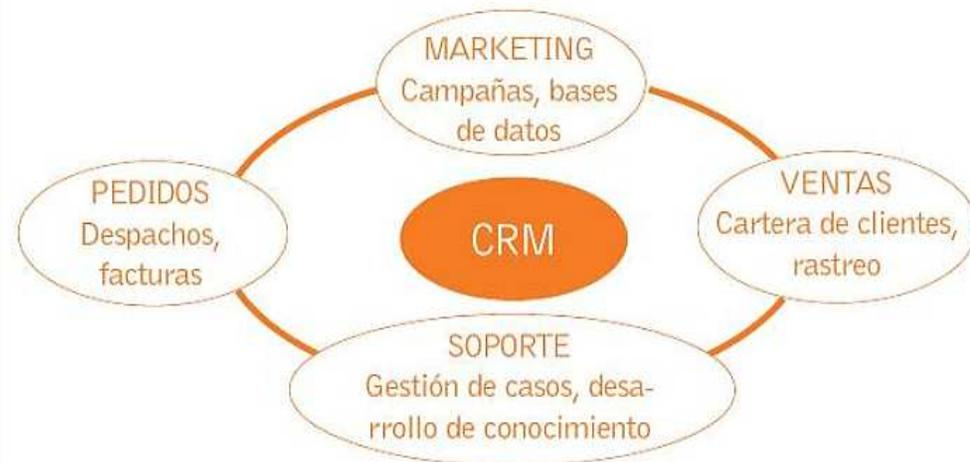 MARKETING
Campañas, bases
de datos
PEDIDOS
Despachos,
facturas
CRM
VENTAS
Cartera de clientes,
rastreo
SOPORTE
Gestión de casos, desa-
rrollo de conocimiento